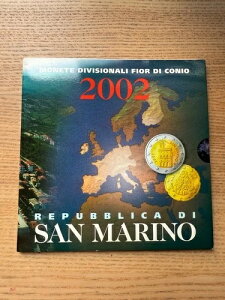 MONETE DIVISIONALI FIOR DI CONIO
2002
REPUBBLICA DI
SAN MARINO